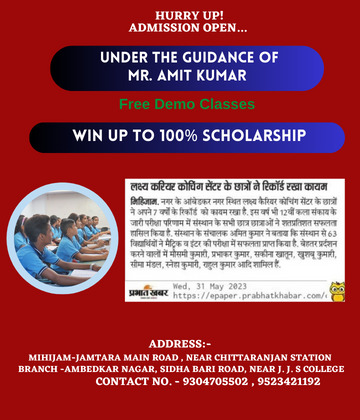 HURRY UP!
ADMISSION OPEN...
UNDER THE GUIDANCE OF
MR. AMIT KUMAR
Free Demo Classes
WIN UP TO 100% SCHOLARSHIP
लक्ष्य करियर कोचिंग सेंटर के छात्रों ने रिकॉर्ड रखा कायम
मिहिजाम. नगर के आंबेडकर नगर स्थित लक्ष्य कैरियर कोचिंग सेंटर के छात्रों
ने अपने 7 वर्षों के रिकॉर्ड को कायम रखा है. इस वर्ष भी 12वीं कला संकाय के
जारी परीक्षा परिणाम में संस्थान के सभी छात्र छात्राओं ने शतप्रतिशत सफलता
हासिल किया है. संस्थान के संचालक अमित कुमार ने बताया कि संस्थान से 63
विद्यार्थियों ने मैट्रिक व इंटर की परीक्षा में सफलता प्राप्त किया है. बेहतर प्रदर्शन
करने वालों में मौसमी कुमारी, प्रभाकर कुमार, सकीना खातून, खुशबू कुमारी,
सीमा मंडल, स्नेहा कुमारी, राहुल कुमार आदि शामिल हैं.
प्रभात खबर
Wed, 31 May 2023
https://epaper.prabhatkhabar.com/c
ADDRESS:-
MIHIJAM-JAMTARA MAIN ROAD , NEAR CHITTARANJAN STATION
BRANCH -AMBEDKAR NAGAR, SIDHA BARI ROAD, NEAR J. J. S COLLEGE
CONTACT NO. - 9304705502 , 9523421192